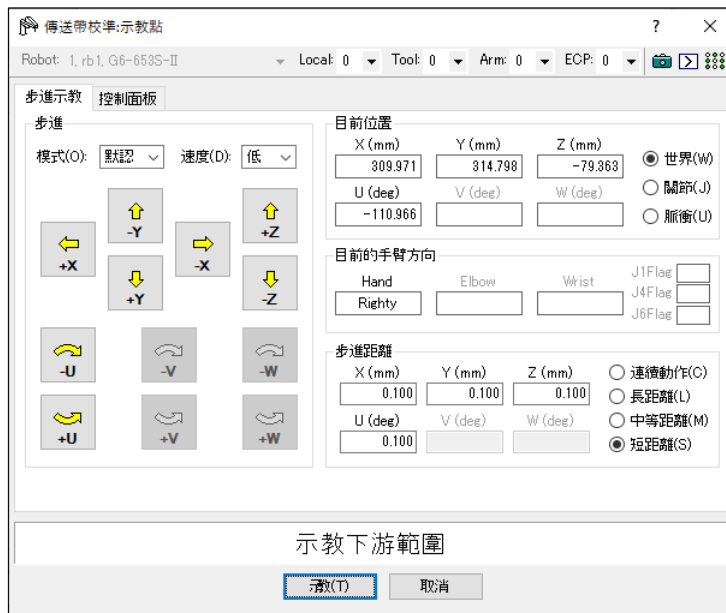 傳送帶校準:示教點 ?
Robot: 1, rb1, G6-653S-II Local: 0 Tool: 0 Arm: 0 ECP: 0
步進示教 控制面板
步進
模式(O): 默認 速度(D): 低
-Y +Z
+X -X
+Y -Z
-U -V -W
+U +V +W
目前位置
X (mm) Y (mm) Z (mm)
309.971 314.798 -79.363
U (deg) V (deg) W (deg)
-110.966
世界(W)
關節(J)
脈衝(U)
目前的手臂方向
Hand Elbow Wrist
Righty
J1Flag
J4Flag
J6Flag
步進距離
X (mm) Y (mm) Z (mm)
0.100 0.100 0.100
U (deg) V (deg) W (deg)
0.100
連續動作(C)
長距離(L)
中等距離(M)
短距離(S)
示教下游範圍
示教(T) 取消